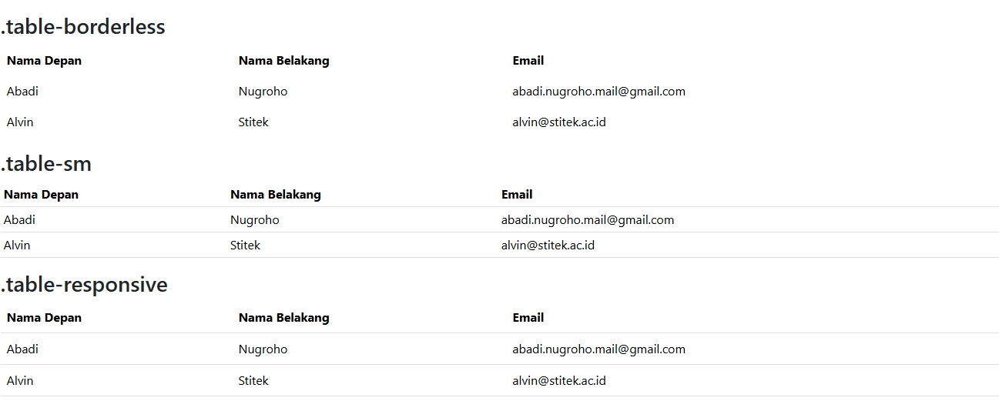 .table-borderless
Nama Depan Nama Belakang Email
Abadi Nugroho abadi.nugroho.mail@gmail.com
Alvin Stitek alvin@stitek.ac.id
.table-sm
Nama Depan Nama Belakang Email
Abadi Nugroho abadi.nugroho.mail@gmail.com
Alvin Stitek alvin@stitek.ac.id
.table-responsive
Nama Depan Nama Belakang Email
Abadi Nugroho abadi.nugroho.mail@gmail.com
Alvin Stitek alvin@stitek.ac.id